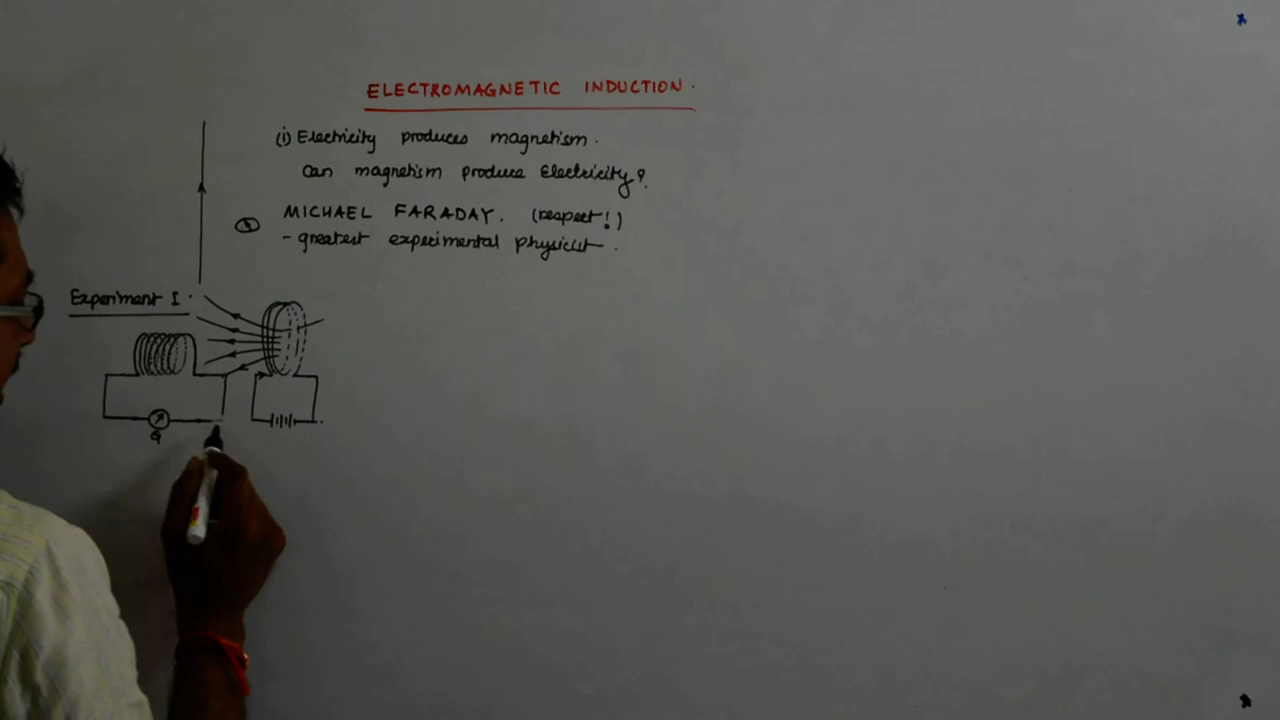 ELECTROMAGNETIC INDUCTION.
(i) Electricity produces magnetism.
Can magnetism produce Electricity?
MICHAEL FARADAY. (respect!)
- greatest experimental physicist.
Experiment I.
G